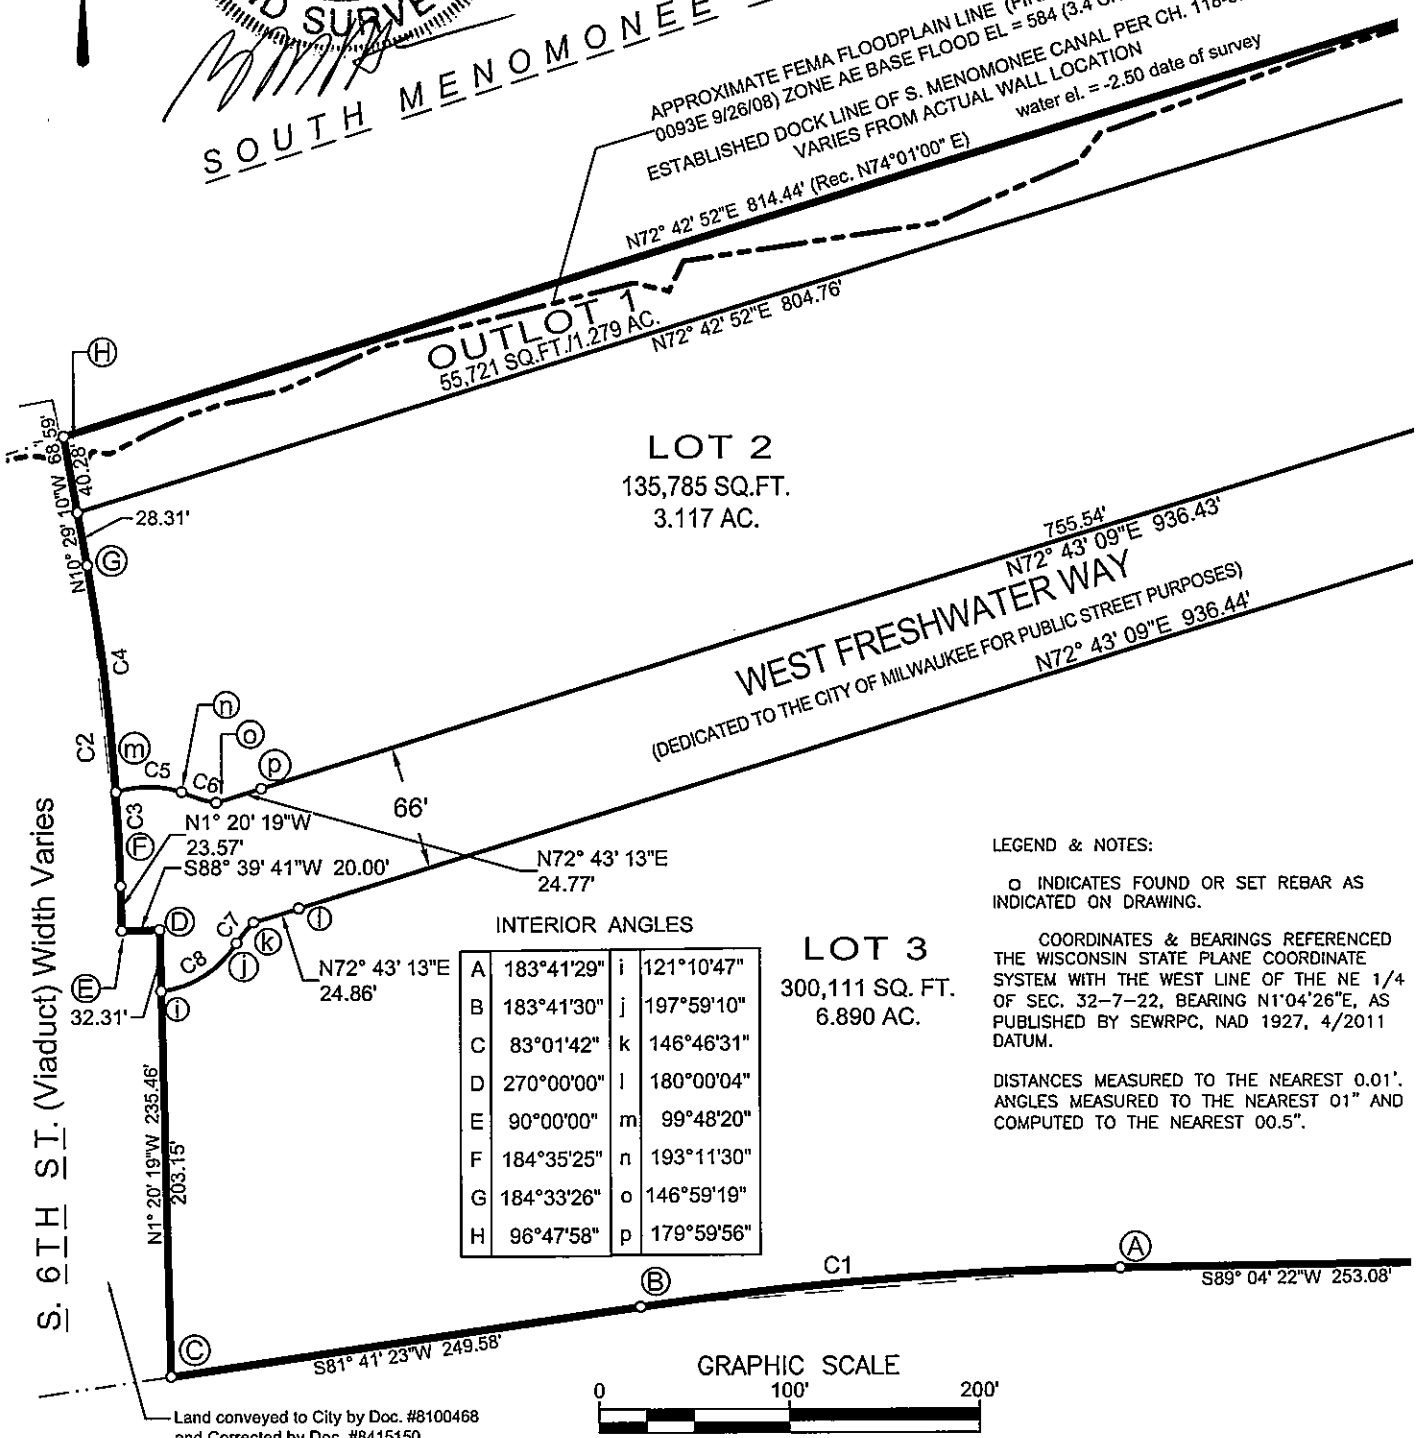 D SURVE
SOUTH MENOMONEE
APPROXIMATE FEMA FLOODPLAIN LINE
0093E 9/26/08) ZONE AE BASE FLOOD EL = 584 (3.4
ESTABLISHED DOCK LINE OF S. MENOMONEE CANAL PER CH. 118-
VARIES FROM ACTUAL WALL LOCATION
water el. = -2.50 date of survey
N72° 42' 52"E 814.44' (Rec. N74°01'00" E)
OUTLOT 1
55,721 SQ.FT./1.279 AC.
N72° 42' 52"E 804.76'
H
N10° 29' 10"W 68.59'
40.28'
28.31'
G
LOT 2
135,785 SQ.FT.
3.117 AC.
755.54'
N72° 43' 09"E 936.43'
WEST FRESHWATER WAY
(DEDICATED TO THE CITY OF MILWAUKEE FOR PUBLIC STREET PURPOSES)
N72° 43' 09"E 936.44'
C4
C2
m
C5
n
C6
o
p
66'
C3
F
N1° 20' 19"W
23.57'
S88° 39' 41"W 20.00'
N72° 43' 13"E
24.77'
D
E
32.31'
i
C8
C7
j
k
l
N72° 43' 13"E
24.86'
S. 6TH ST. (Viaduct) Width Varies
N1° 20' 19"W 235.46'
203.15'
INTERIOR ANGLES
A 183°41'29" i 121°10'47"
B 183°41'30" j 197°59'10"
C 83°01'42" k 146°46'31"
D 270°00'00" l 180°00'04"
E 90°00'00" m 99°48'20"
F 184°35'25" n 193°11'30"
G 184°33'26" o 146°59'19"
H 96°47'58" p 179°59'56"
LOT 3
300,111 SQ. FT.
6.890 AC.
LEGEND & NOTES:
o INDICATES FOUND OR SET REBAR AS
INDICATED ON DRAWING.
COORDINATES & BEARINGS REFERENCED
THE WISCONSIN STATE PLANE COORDINATE
SYSTEM WITH THE WEST LINE OF THE NE 1/4
OF SEC. 32-7-22, BEARING N1°04'26"E, AS
PUBLISHED BY SEWRPC, NAD 1927, 4/2011
DATUM.
DISTANCES MEASURED TO THE NEAREST 0.01'.
ANGLES MEASURED TO THE NEAREST 01" AND
COMPUTED TO THE NEAREST 00.5".
A
B
C1
C
S89° 04' 22"W 253.08'
S81° 41' 23"W 249.58'
GRAPHIC SCALE
0 100' 200'
Land conveyed to City by Doc. #8100468
and Corrected by Doc. #8415150